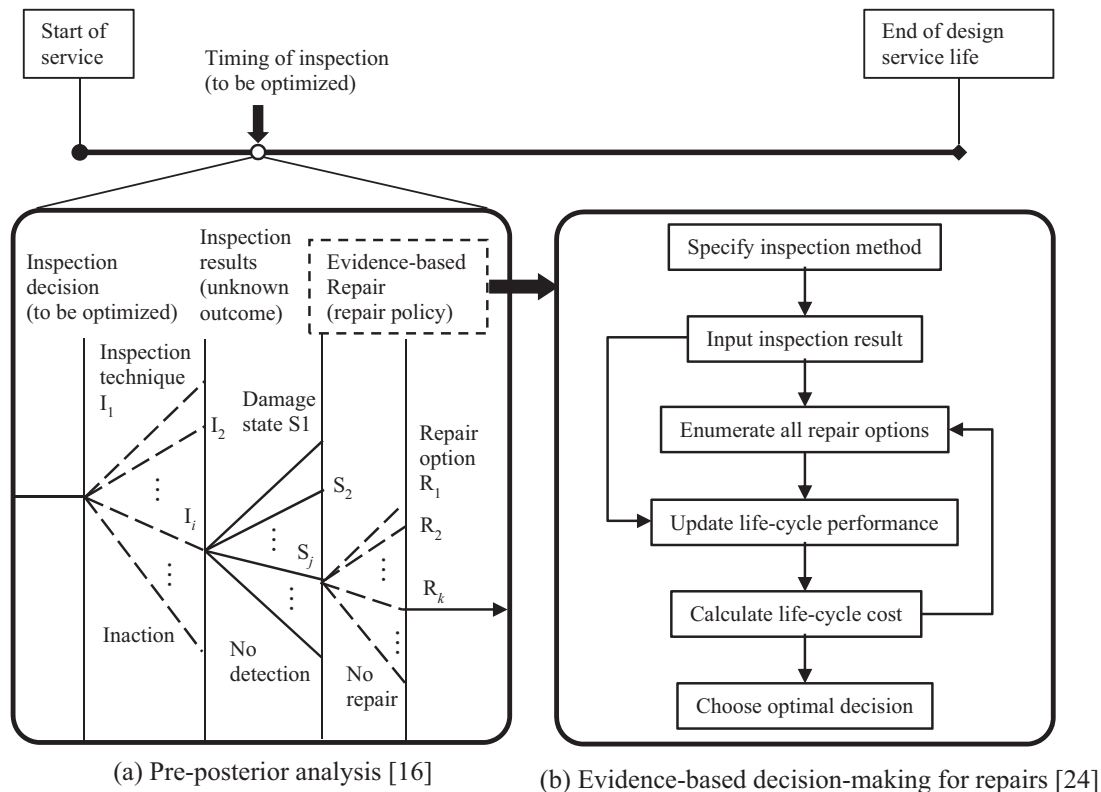 Start of
service
Timing of inspection
(to be optimized)
End of design
service life
Inspection
decision
(to be optimized)
Inspection
results
(unknown
outcome)
Evidence-based
Repair
(repair policy)
Inspection
technique
I1
I2
⋮
Ii
⋮
Inaction
Damage
state S1
S2
⋮
Sj
⋮
No
detection
Repair
option
R1
R2
⋮
Rk
⋮
No
repair
(a) Pre-posterior analysis [16]
Specify inspection method
Input inspection result
Enumerate all repair options
Update life-cycle performance
Calculate life-cycle cost
Choose optimal decision
(b) Evidence-based decision-making for repairs [24]